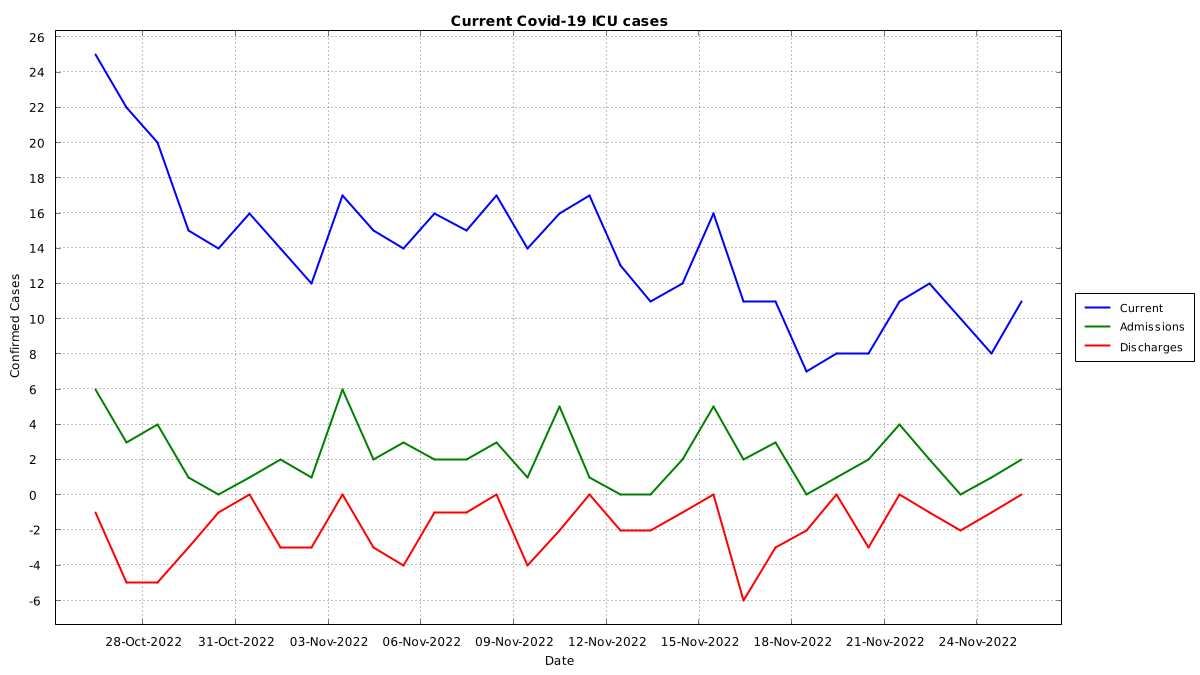 Current Covid-19 ICU cases
26
24
22
20
18
16
14
12
10
8
6
4
2
0
-2
-4
-6
Confirmed Cases
28-Oct-2022 31-Oct-2022 03-Nov-2022 06-Nov-2022 09-Nov-2022 12-Nov-2022 15-Nov-2022 18-Nov-2022 21-Nov-2022 24-Nov-2022
Date
Current
Admissions
Discharges